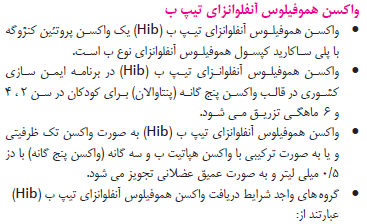 واکسن هموفیلوس آنفلوانزای تیپ ب
• واکسن هموفیلوس آنفلوانزای تیپ ب (Hib) یک واکسن پروتئین کنژوگه
با پلی ساکارید کپسول هموفیلوس آنفلوانزای نوع ب است.
• واکسن هموفیلوس آنفلوانزای تیپ ب (Hib) در برنامه ایمن سازی
کشوری در قالب واکسن پنج گانه (پنتاوالان) برای کودکان در سن ۲ ، ۴
و ۶ ماهگی تزریق می شود.
• واکسن هموفیلوس آنفلوانزای تیپ ب (Hib) به صورت واکسن تک ظرفیتی
و یا به صورت ترکیبی با واکسن هپاتیت ب و سه گانه (واکسن پنج گانه) با دز
۰/۵ میلی لیتر و به صورت عمیق عضلانی تجویز می شود.
• گروه های واجد شرایط دریافت واکسن هموفیلوس آنفلوانزای تیپ ب (Hib)
عبارتند از: